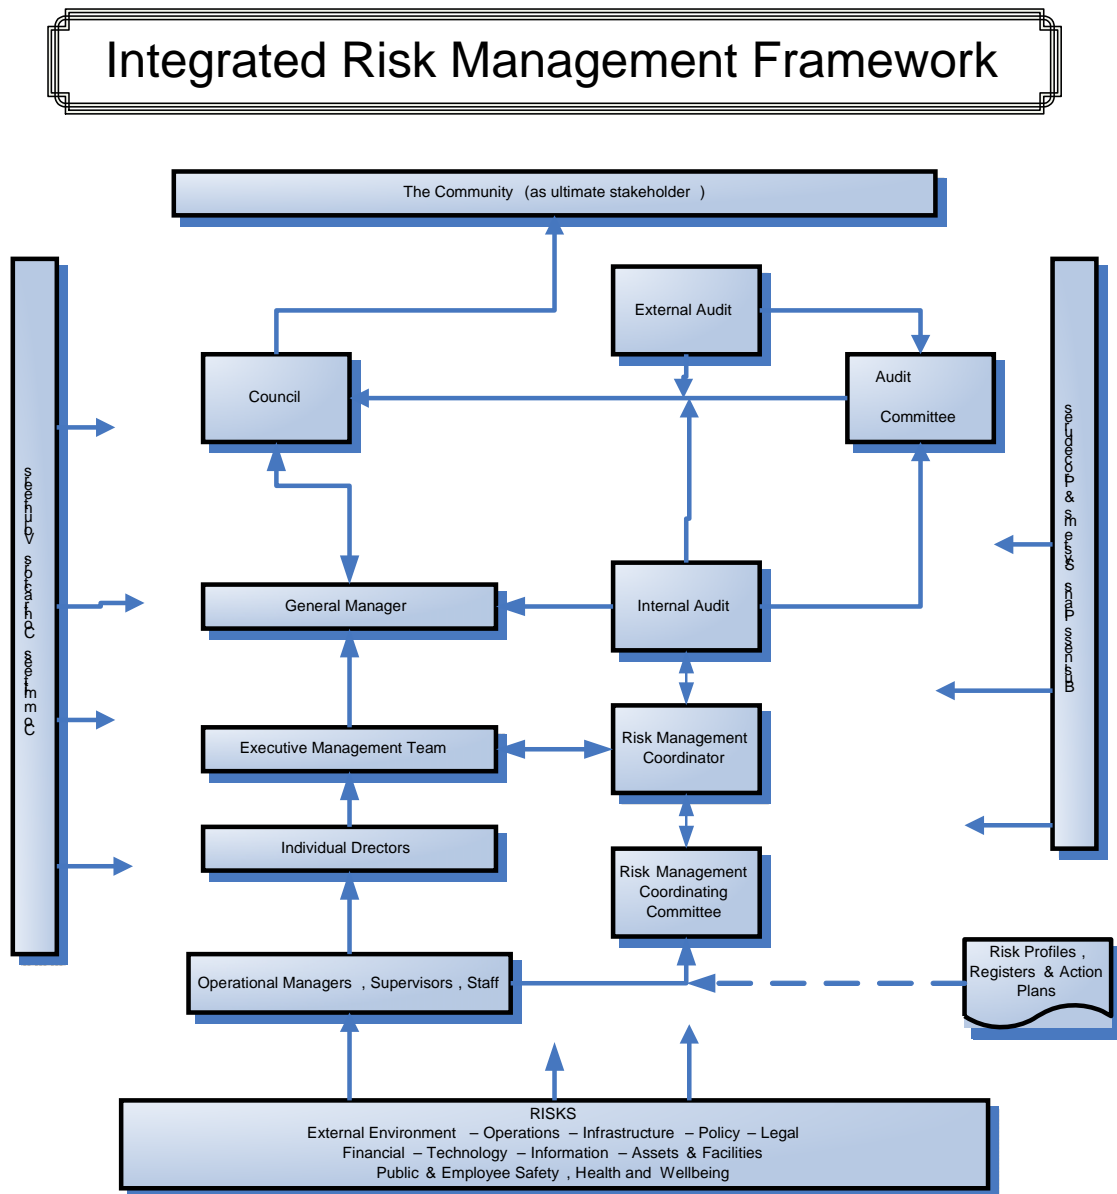 Integrated Risk Management Framework
The Community (as ultimate stakeholder )
External Audit
Council
Audit
Committee
Committees Contractors Volunteers
Business Plans Systems & Procedures
General Manager
Internal Audit
Executive Management Team
Risk Management
Coordinator
Individual Drectors
Risk Management
Coordinating
Committee
Operational Managers , Supervisors , Staff
Risk Profiles ,
Registers & Action
Plans
RISKS
External Environment – Operations – Infrastructure – Policy – Legal
Financial – Technology – Information – Assets & Facilities
Public & Employee Safety , Health and Wellbeing